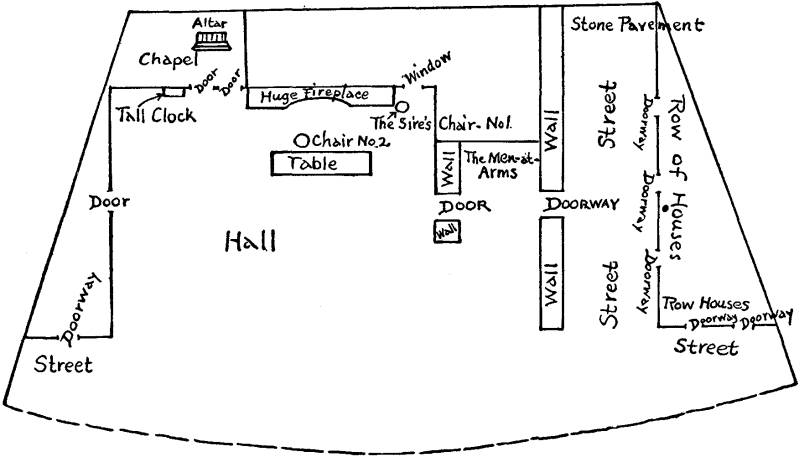 Altar
Chapel
Stone Pavement
Door
Door
Window
Huge Fireplace
Tall Clock
The Sire's Chair - No1.
Chair No.2
Table
Wall
The Men-at-
Arms
Wall
Street
Doorway
Row of Houses
Doorway
Door
DOOR
DOORWAY
Hall
Wall
Wall
Street
Doorway
Doorway
Street
Row Houses
Doorway
Doorway
Street